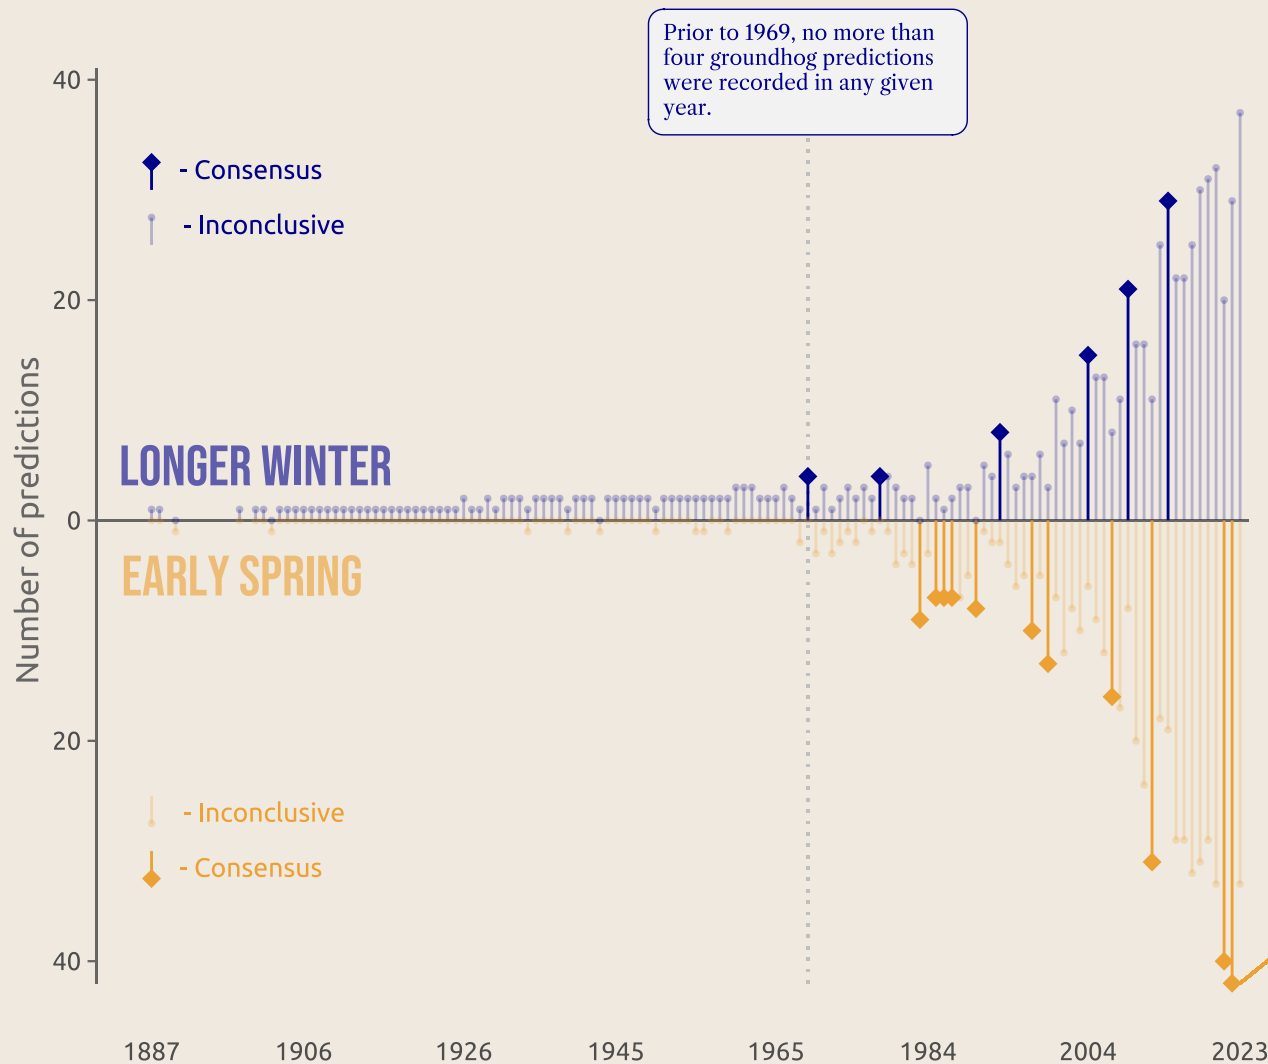 Prior to 1969, no more than
four groundhog predictions
were recorded in any given
year.
40
- Consensus
- Inconclusive
20
Number of predictions
LONGER WINTER
0
EARLY SPRING
20
- Inconclusive
- Consensus
40
1887 1906 1926 1945 1965 1984 2004 2023